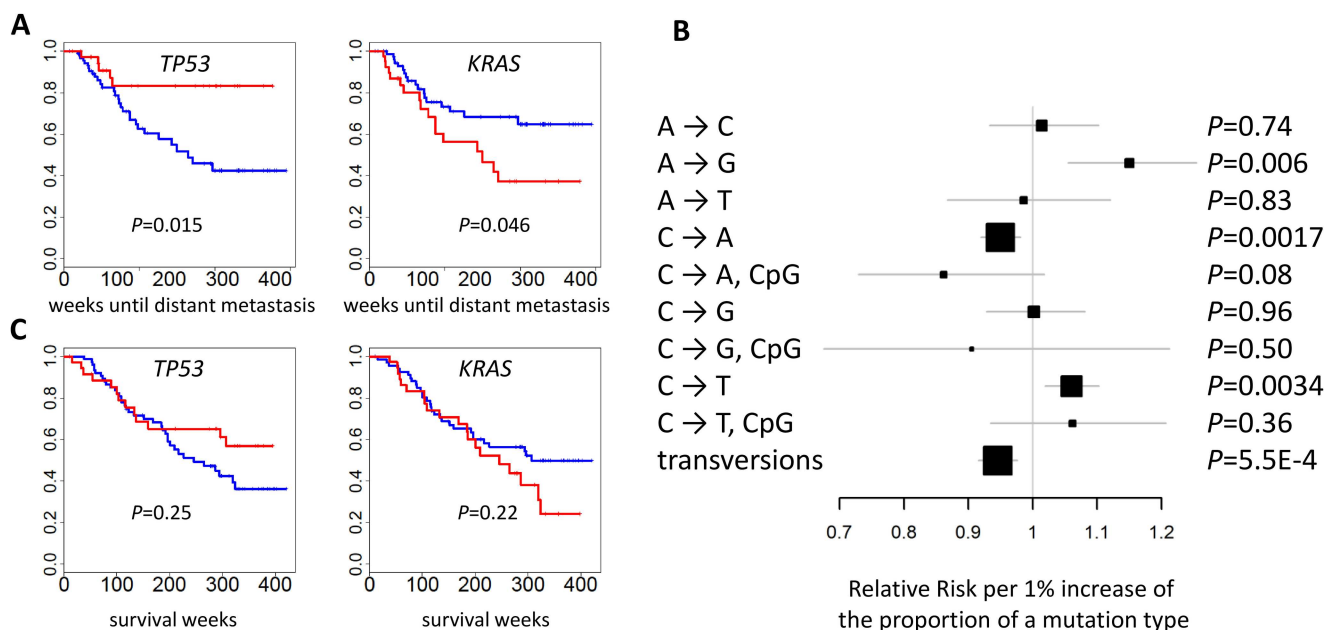 A
TP53
1.0
0.8
0.6
0.4
0.2
0.0
P=0.015
0 100 200 300 400
weeks until distant metastasis
KRAS
1.0
0.8
0.6
0.4
0.2
0.0
P=0.046
0 100 200 300 400
weeks until distant metastasis
B
A → C P=0.74
A → G P=0.006
A → T P=0.83
C → A P=0.0017
C → A, CpG P=0.08
C → G P=0.96
C → G, CpG P=0.50
C → T P=0.0034
C → T, CpG P=0.36
transversions P=5.5E-4
0.7 0.8 0.9 1 1.1 1.2
Relative Risk per 1% increase of
the proportion of a mutation type
C
TP53
1.0
0.8
0.6
0.4
0.2
0.0
P=0.25
0 100 200 300 400
survival weeks
KRAS
1.0
0.8
0.6
0.4
0.2
0.0
P=0.22
0 100 200 300 400
survival weeks